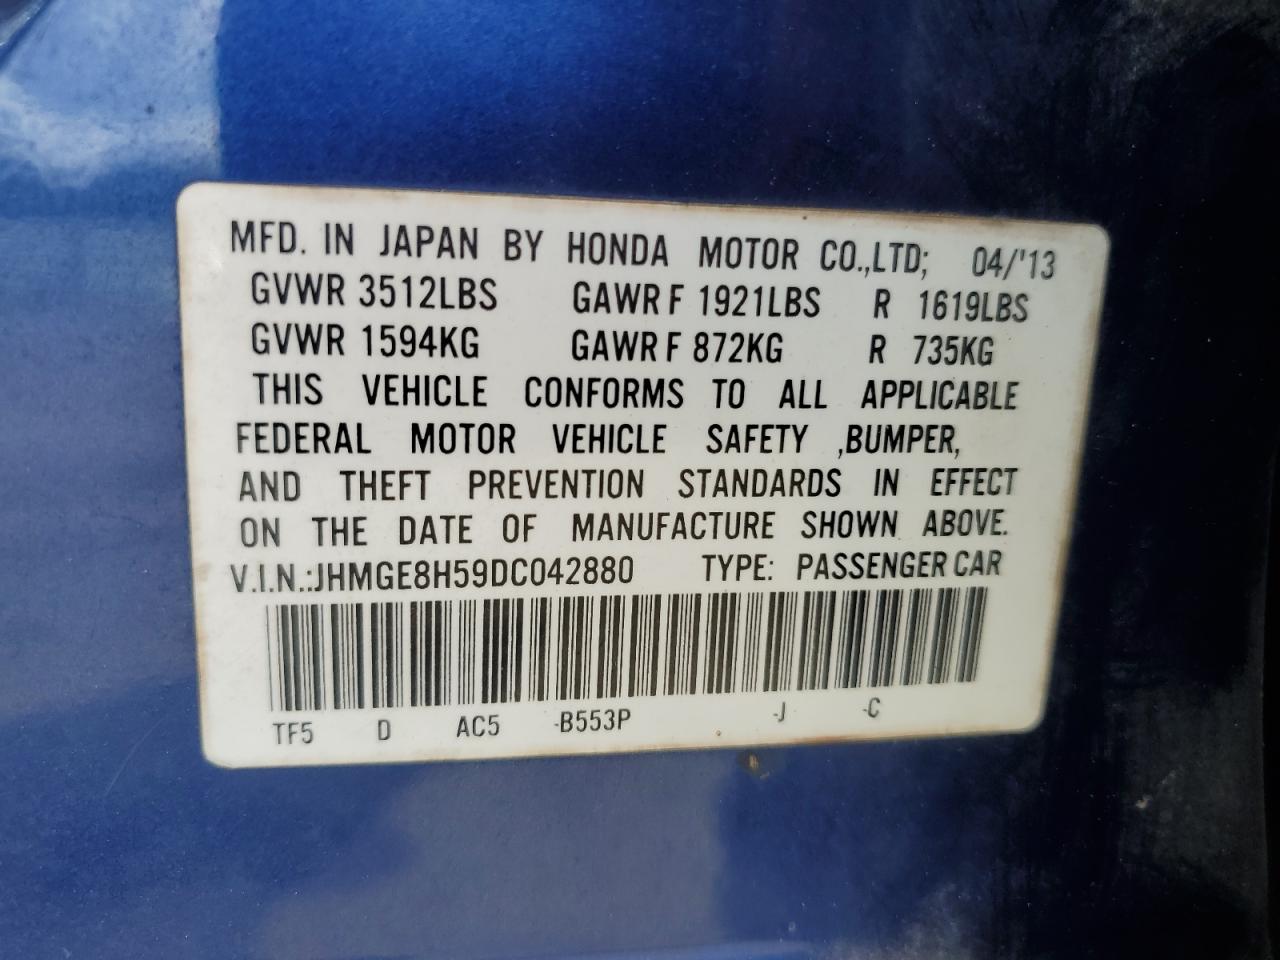 MFD. IN JAPAN BY HONDA MOTOR CO.,LTD; 04/'13
GVWR 3512LBS GAWR F 1921LBS R 1619LBS
GVWR 1594KG GAWR F 872KG R 735KG
THIS VEHICLE CONFORMS TO ALL APPLICABLE
FEDERAL MOTOR VEHICLE SAFETY ,BUMPER,
AND THEFT PREVENTION STANDARDS IN EFFECT
ON THE DATE OF MANUFACTURE SHOWN ABOVE.
V.I.N.:JHMGE8H59DC042880 TYPE: PASSENGER CAR
TF5 D AC5 -B553P -J -C